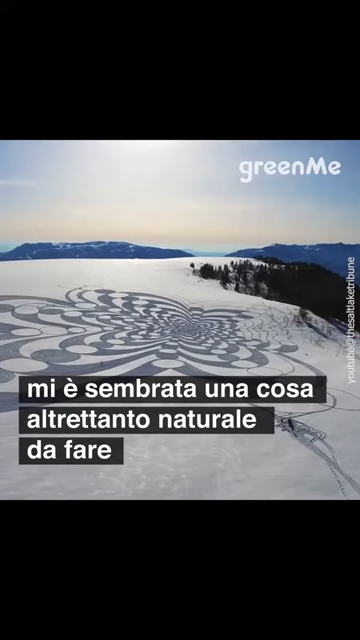 greenMe
youtube@thesaltlaketribune
mi è sembrata una cosa
altrettanto naturale
da fare